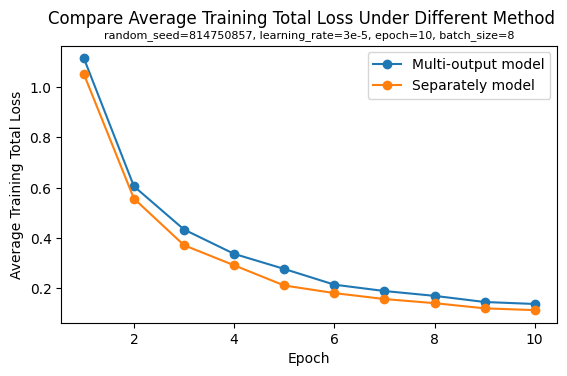 Compare Average Training Total Loss Under Different Method
random_seed=814750857, learning_rate=3e-5, epoch=10, batch_size=8
Multi-output model
Separately model
Average Training Total Loss
1.0
0.8
0.6
0.4
0.2
2
4
6
8
10
Epoch